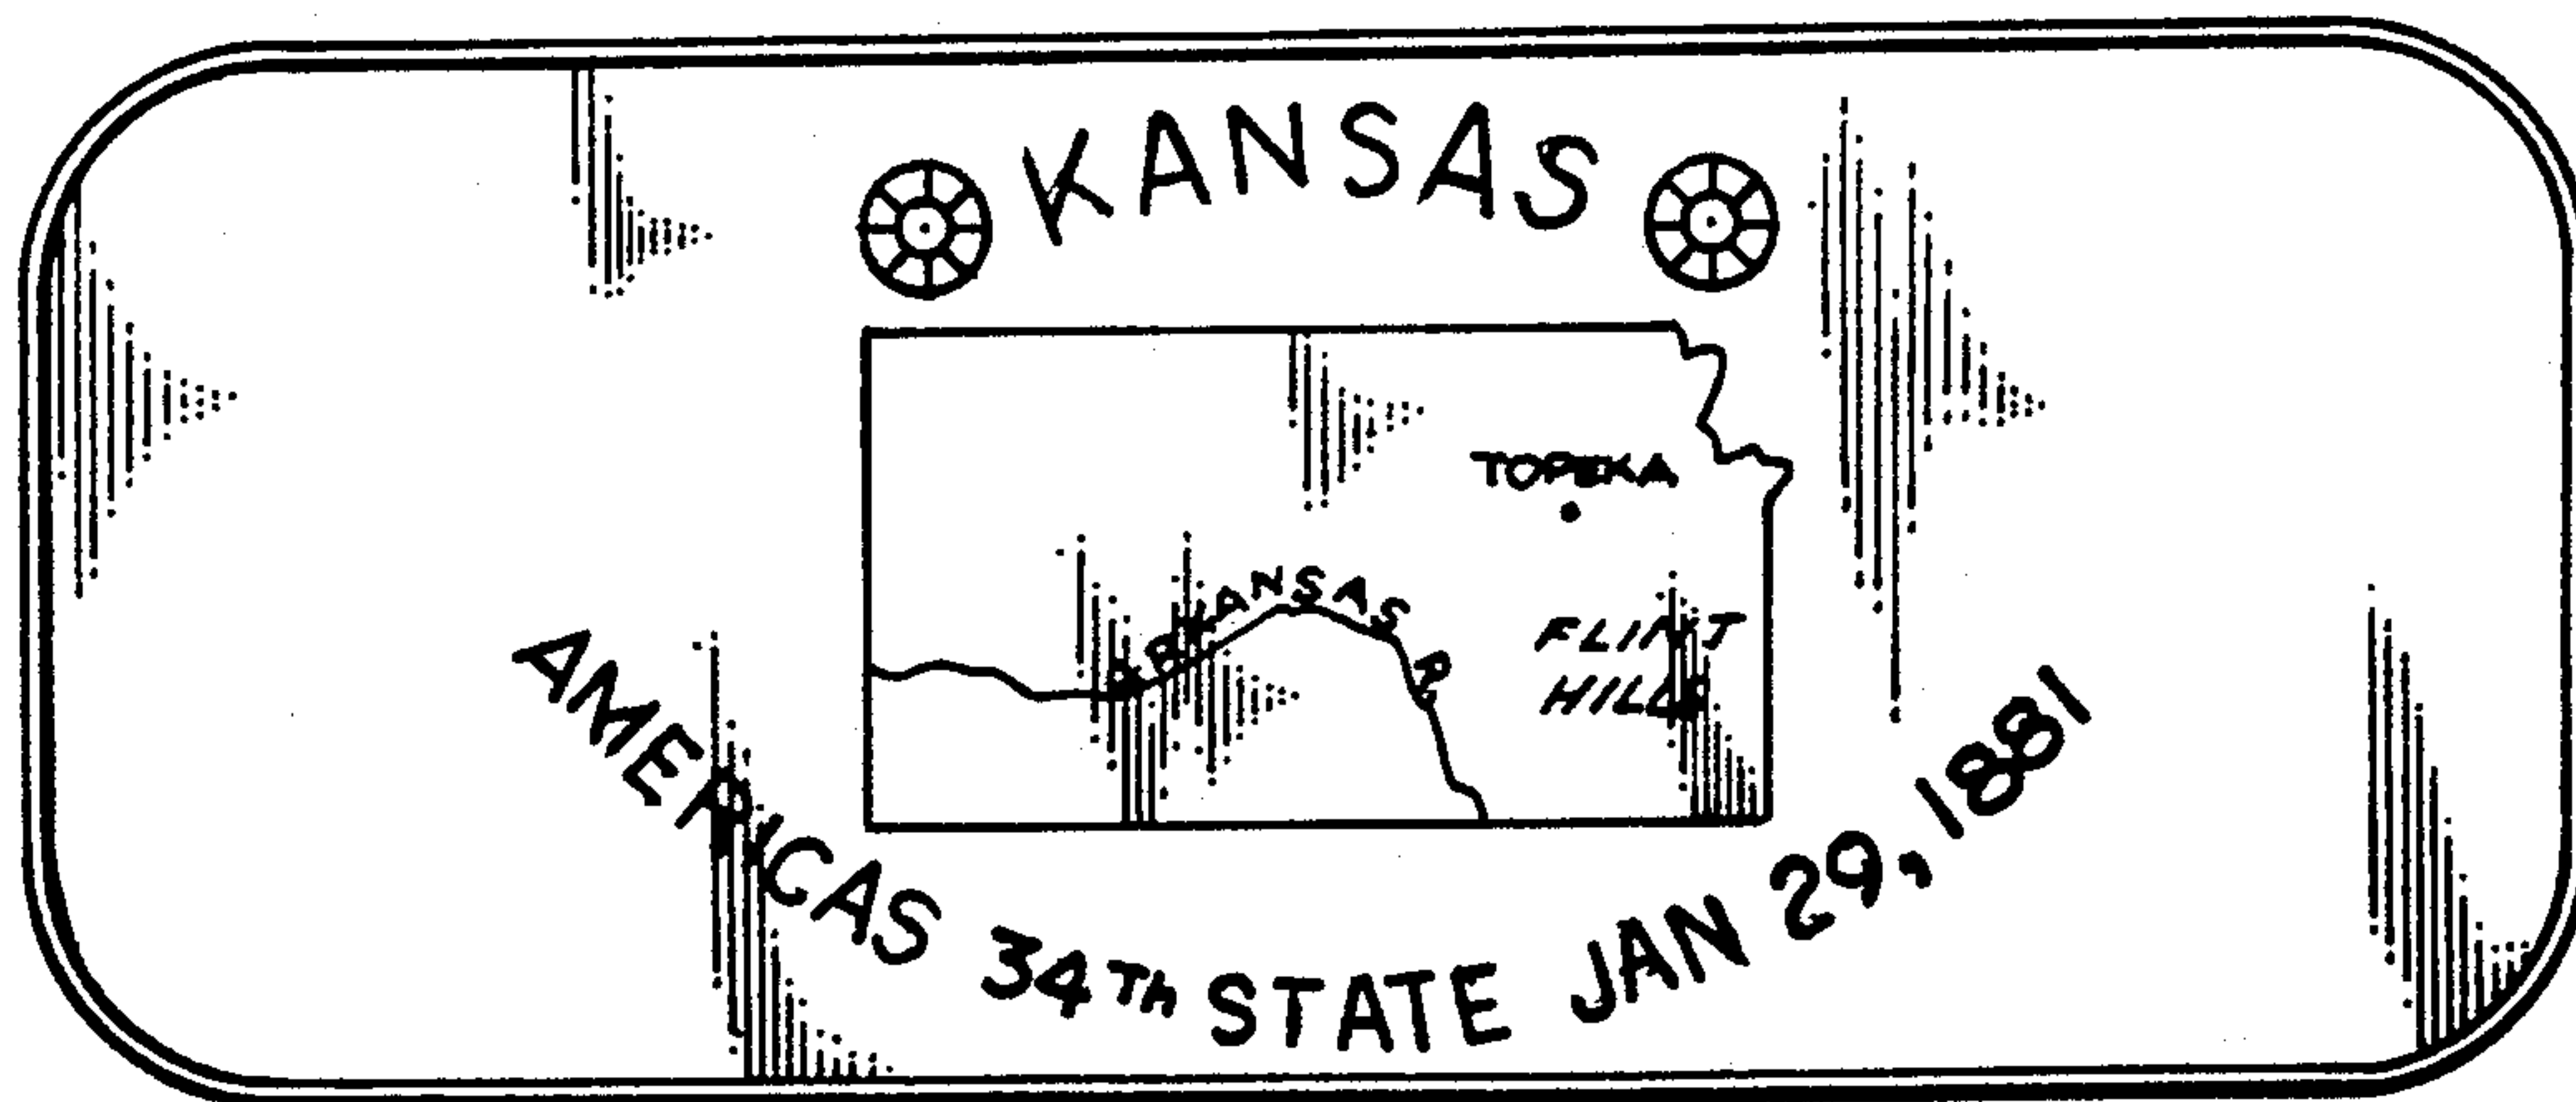 KANSAS
TOPEKA
ARKANSAS R
FLINT
HILLS
AMERICAS 34Th STATE JAN 29, 1881